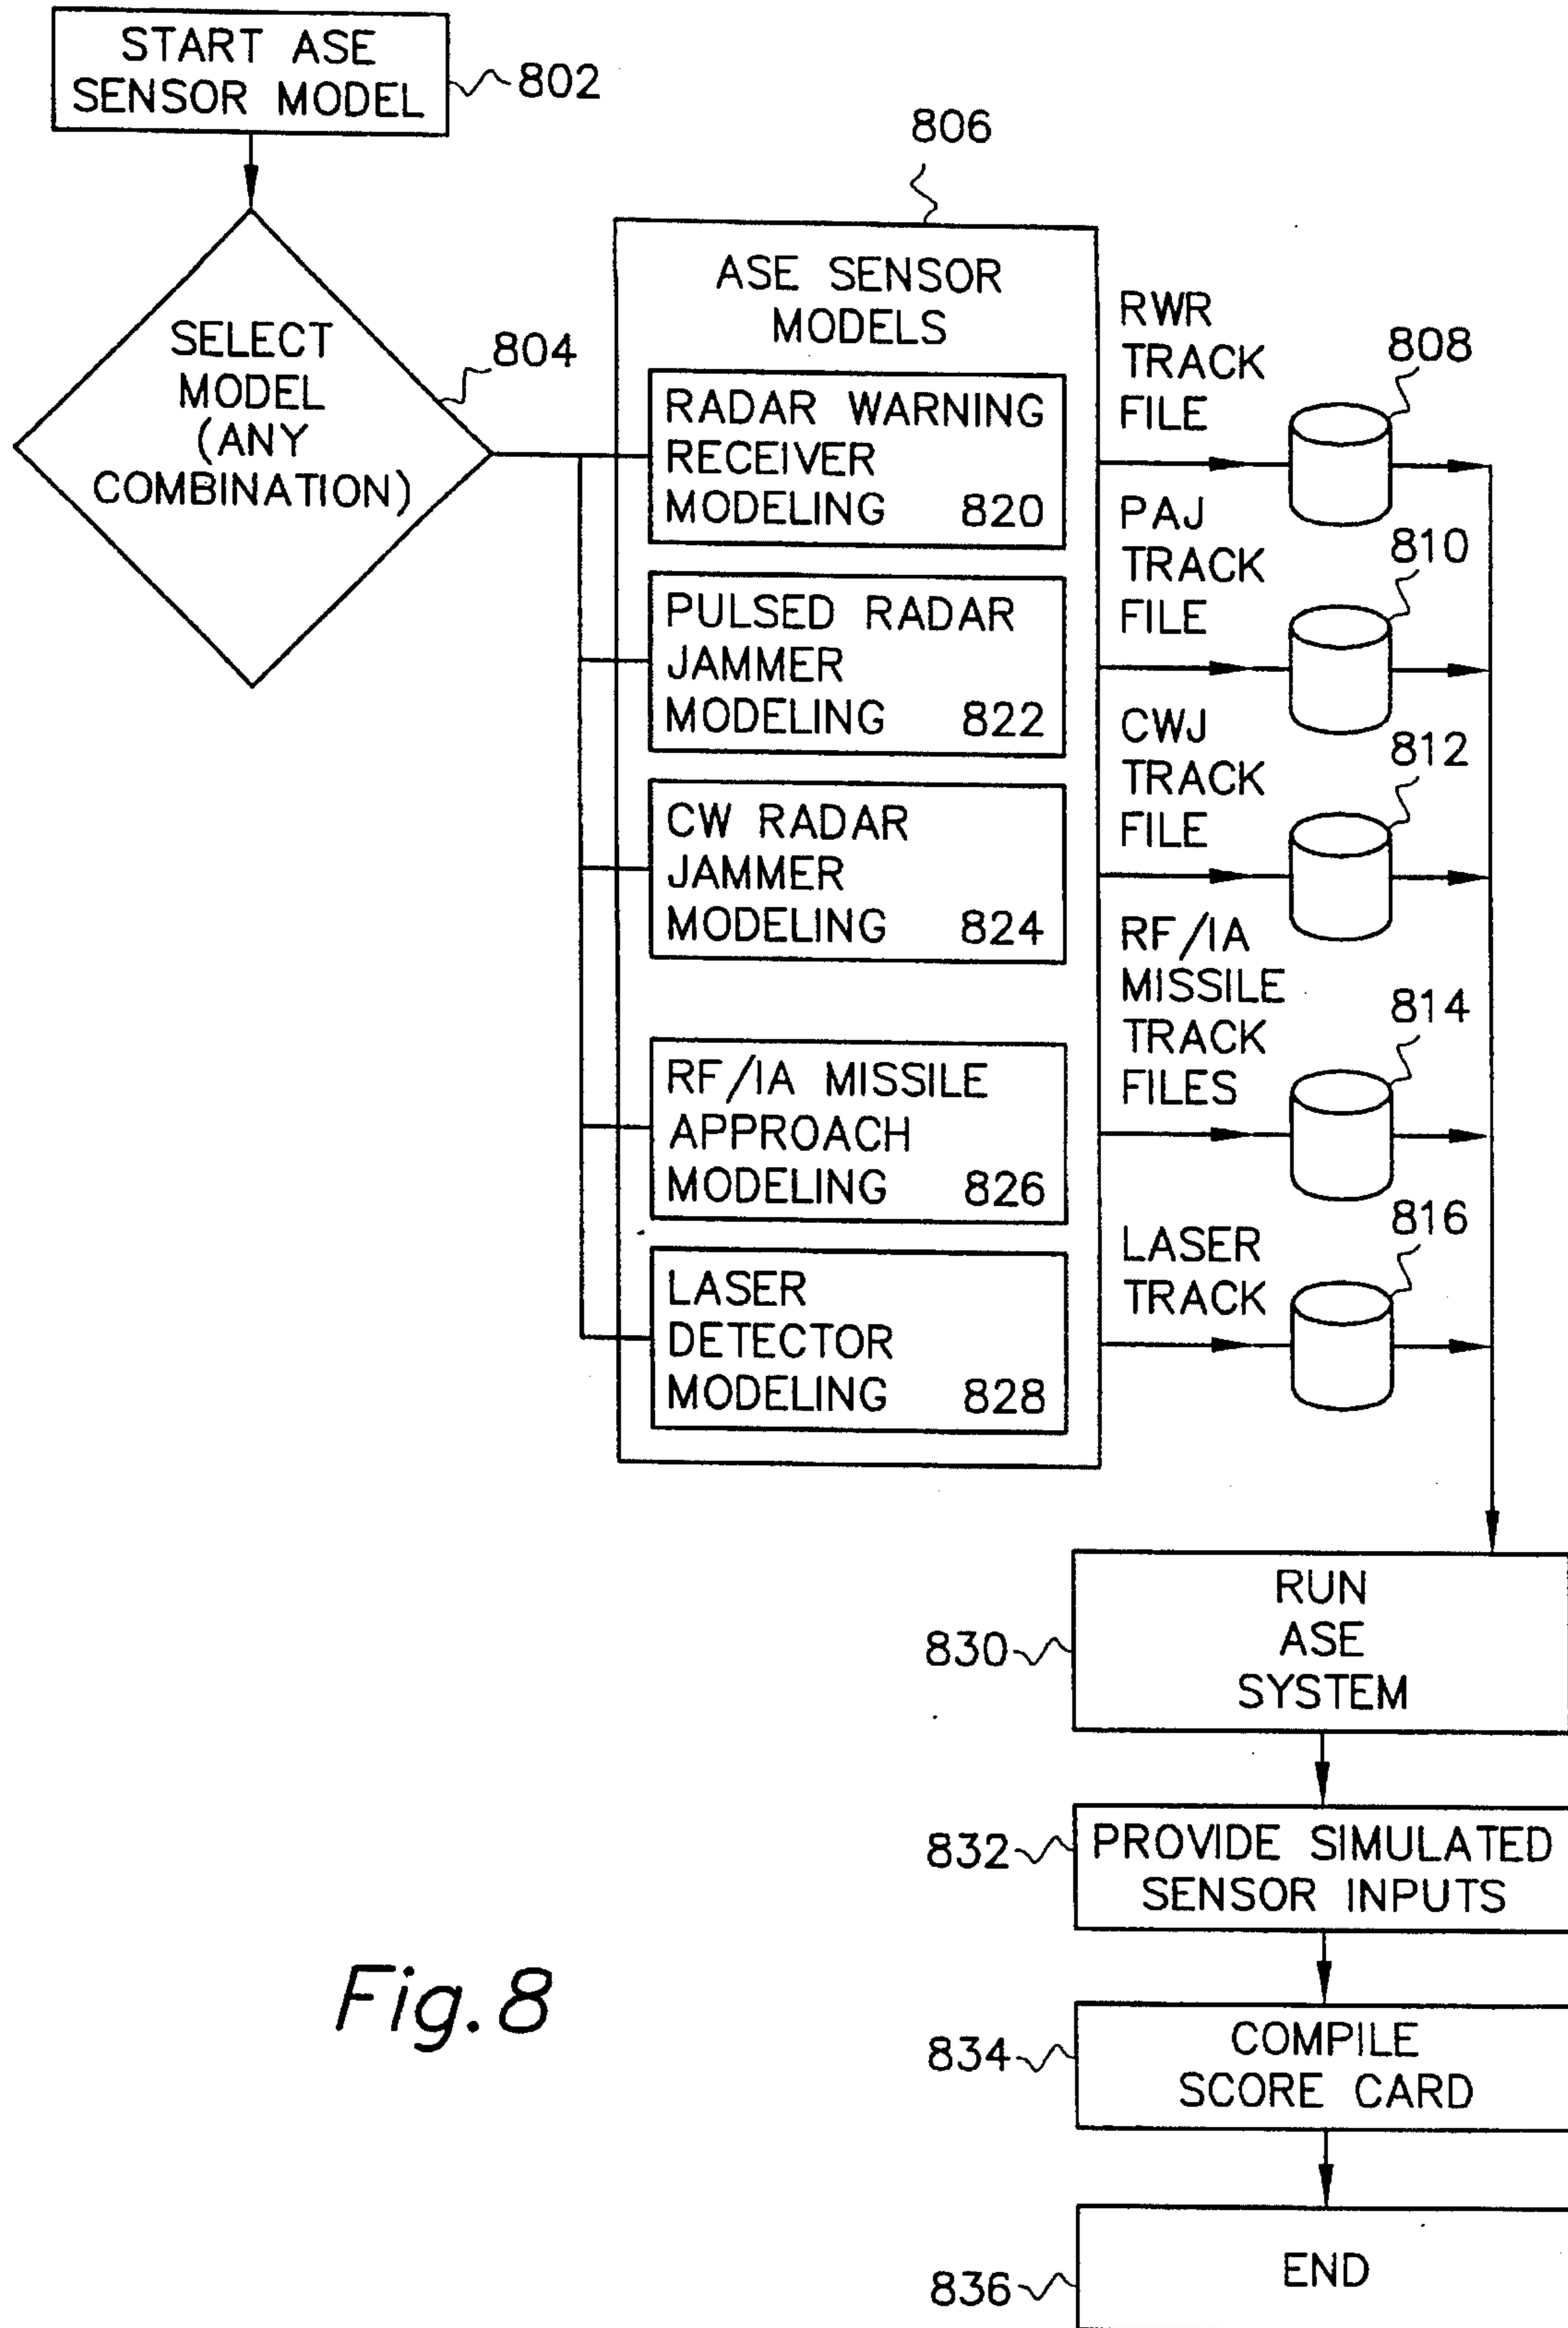 START ASE
SENSOR MODEL
802
SELECT
MODEL
(ANY
COMBINATION)
804
806
ASE SENSOR
MODELS
RADAR WARNING
RECEIVER
MODELING 820
PULSED RADAR
JAMMER
MODELING 822
CW RADAR
JAMMER
MODELING 824
RF/IA MISSILE
APPROACH
MODELING 826
LASER
DETECTOR
MODELING 828
RWR
TRACK
FILE
808
PAJ
TRACK
FILE
810
CWJ
TRACK
FILE
812
RF/IA
MISSILE
TRACK
FILES
814
LASER
TRACK
816
RUN
ASE
SYSTEM
830
PROVIDE SIMULATED
SENSOR INPUTS
832
COMPILE
SCORE CARD
834
END
836
Fig.8